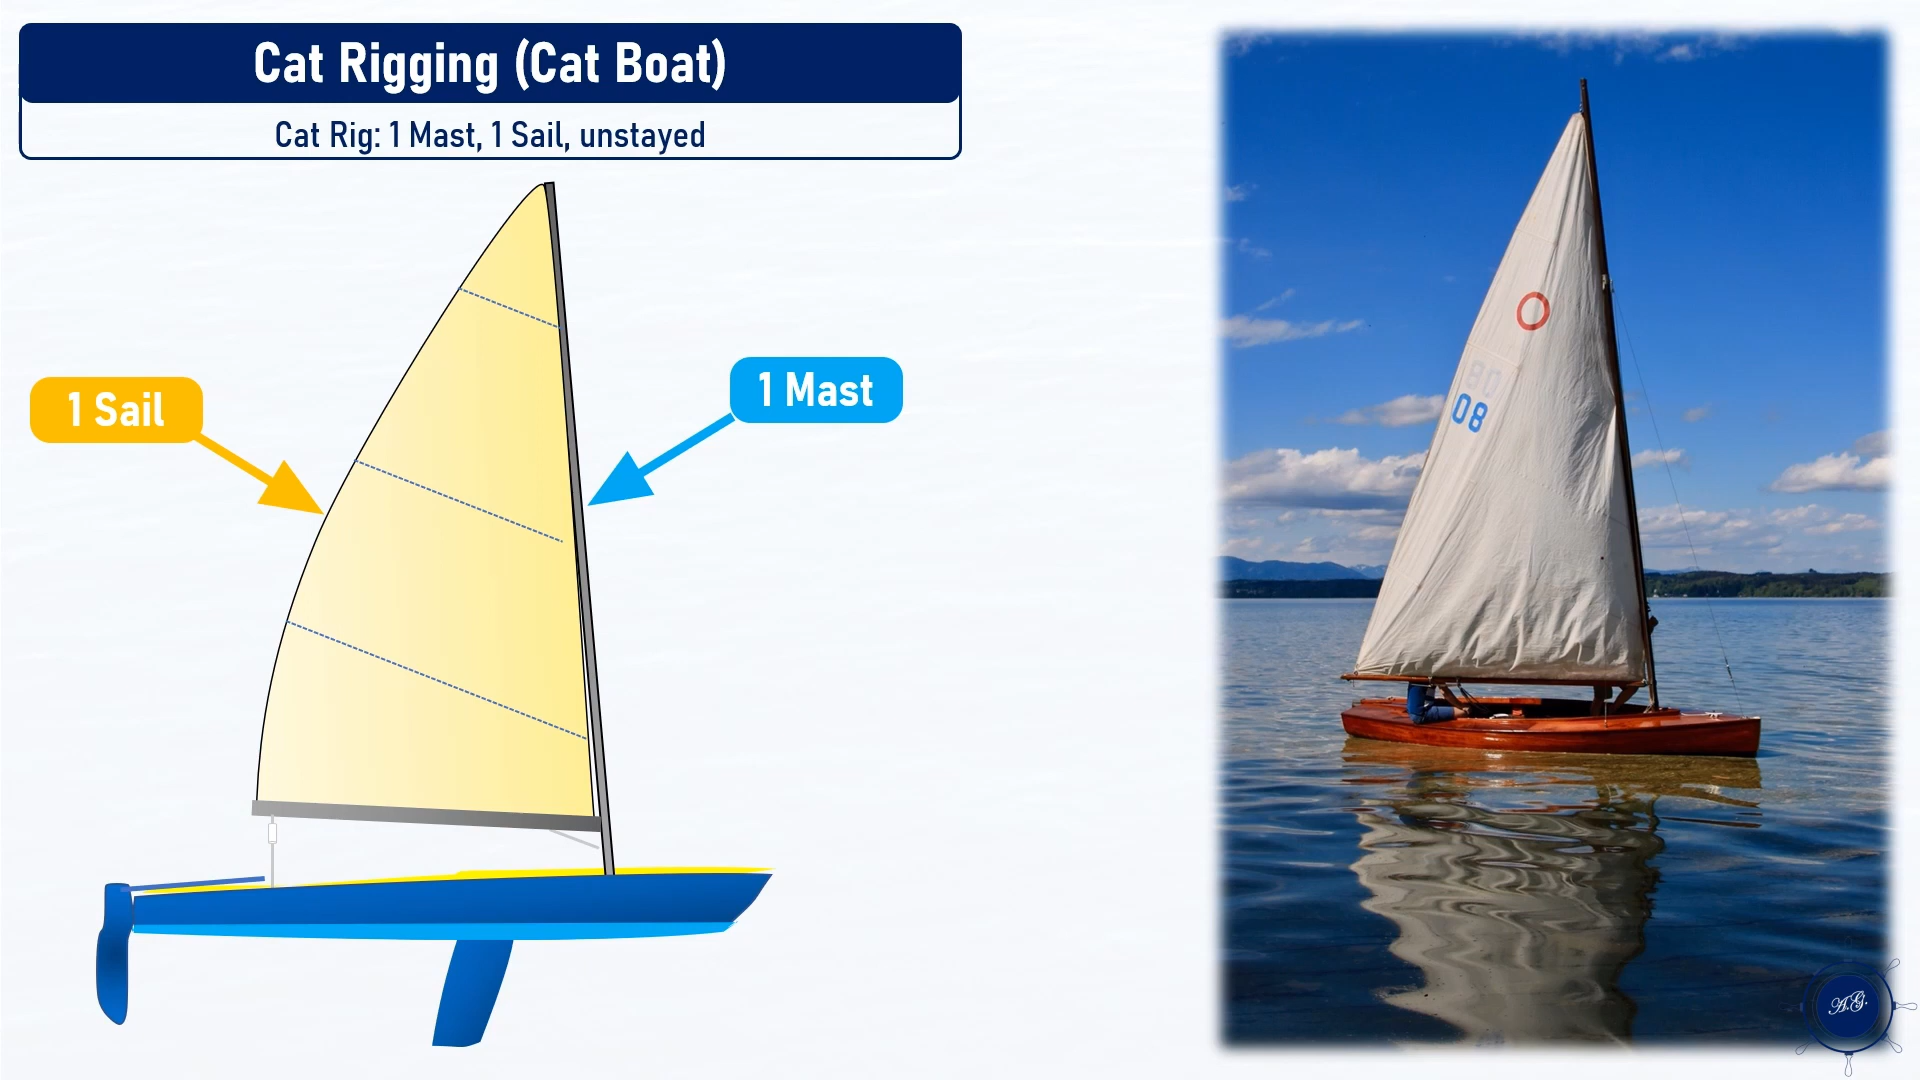 Cat Rigging (Cat Boat)
Cat Rig: 1 Mast, 1 Sail, unstayed
1 Sail
1 Mast
08
A.G.